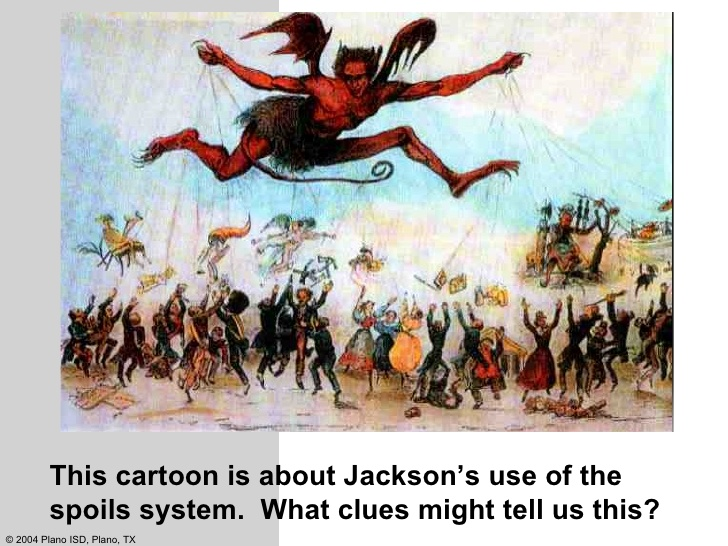 This cartoon is about Jackson’s use of the
spoils system.  What clues might tell us this?
© 2004 Plano ISD, Plano, TX